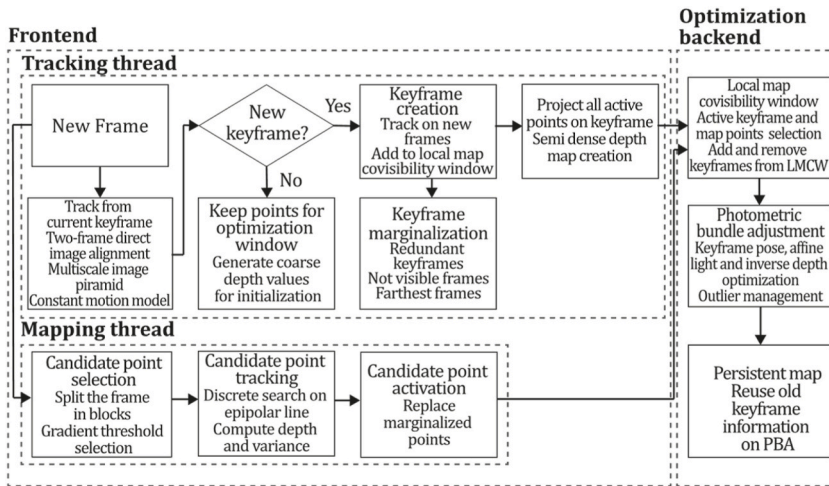 Frontend
Optimization
backend
Tracking thread
New Frame
New
keyframe?
Yes
No
Keyframe
creation
Track on new
frames
Add to local map
covisibility window
Project all active
points on keyframe
Semi dense depth
map creation
Local map
covisibility window
Active keyframe and
map points selection
Add and remove
keyframes from LMCW
Track from
current keyframe
Two-frame direct
image alignment
Multiscale image
piramid
Constant motion model
Keep points for
optimization
window
Generate coarse
depth values
for initialization
Keyframe
marginalization
Redundant
keyframes
Not visible frames
Farthest frames
Photometric
bundle adjustment
Keyframe pose, affine
light and inverse depth
optimization
Outlier management
Mapping thread
Candidate point
selection
Split the frame
in blocks
Gradient threshold
selection
Candidate point
tracking
Discrete search on
epipolar line
Compute depth
and variance
Candidate point
activation
Replace
marginalized
points
Persistent map
Reuse old
keyframe
information
on PBA